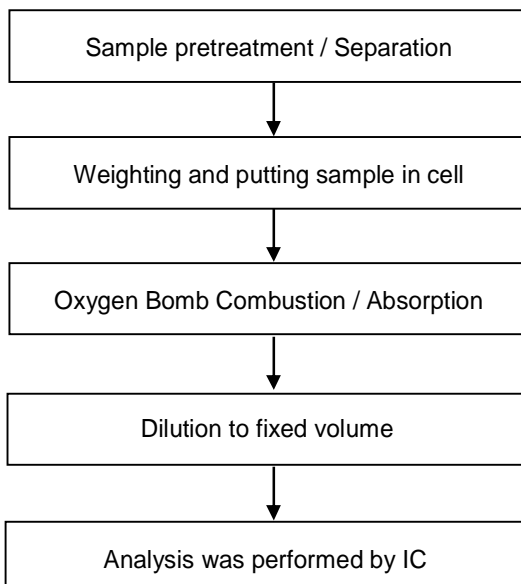 Sample pretreatment / Separation
Weighting and putting sample in cell
Oxygen Bomb Combustion / Absorption
Dilution to fixed volume
Analysis was performed by IC